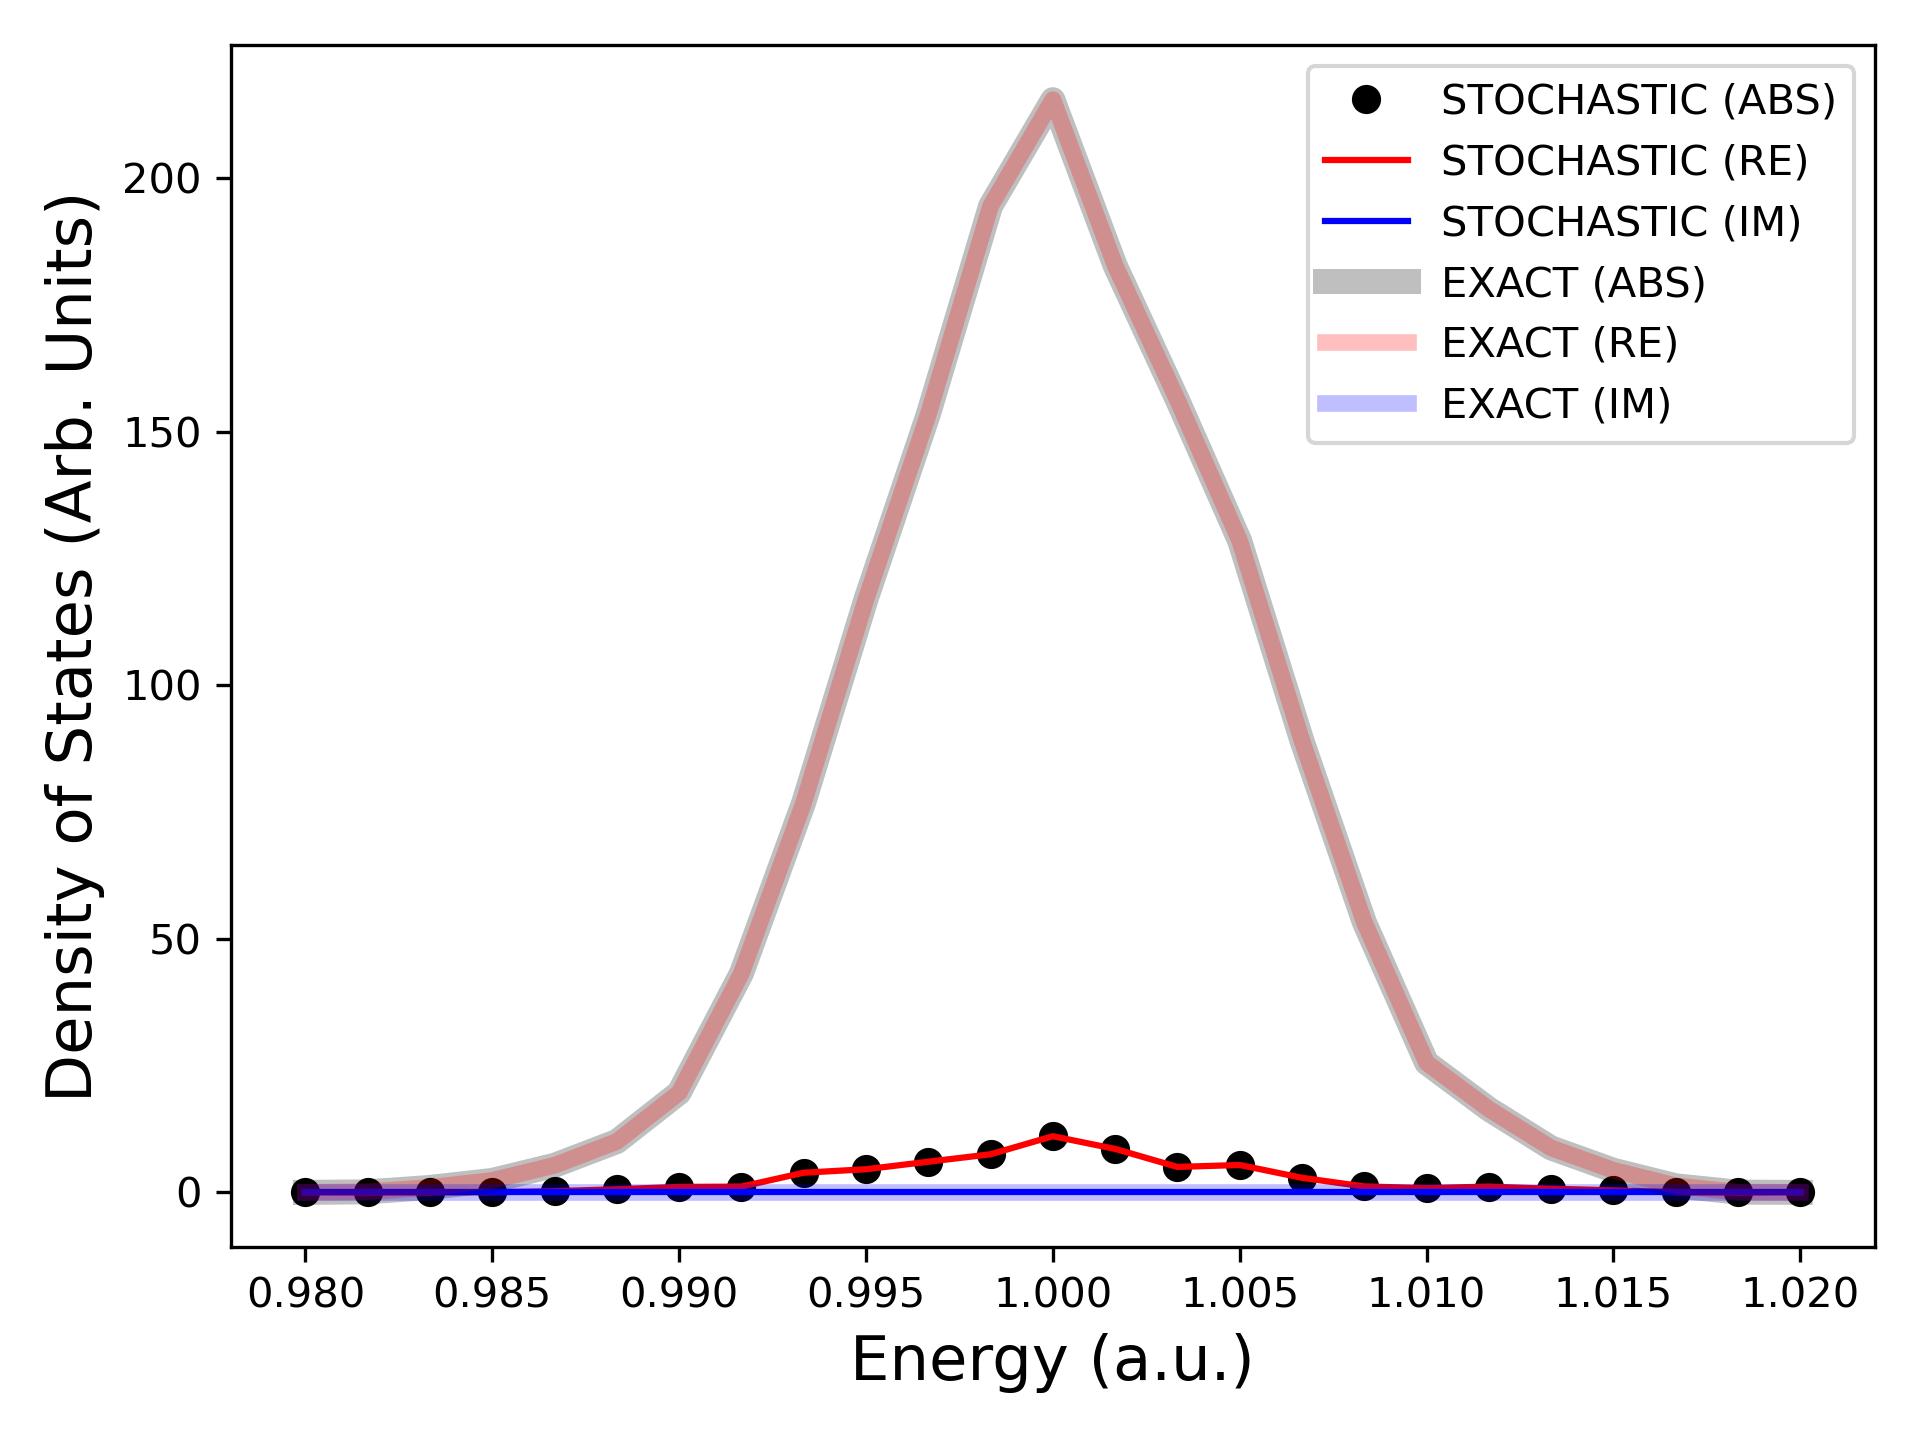 STOCHASTIC (ABS)
STOCHASTIC (RE)
STOCHASTIC (IM)
EXACT (ABS)
EXACT (RE)
EXACT (IM)
Density of States (Arb. Units)
200
150
100
50
0
0.980 0.985 0.990 0.995 1.000 1.005 1.010 1.015 1.020
Energy (a.u.)